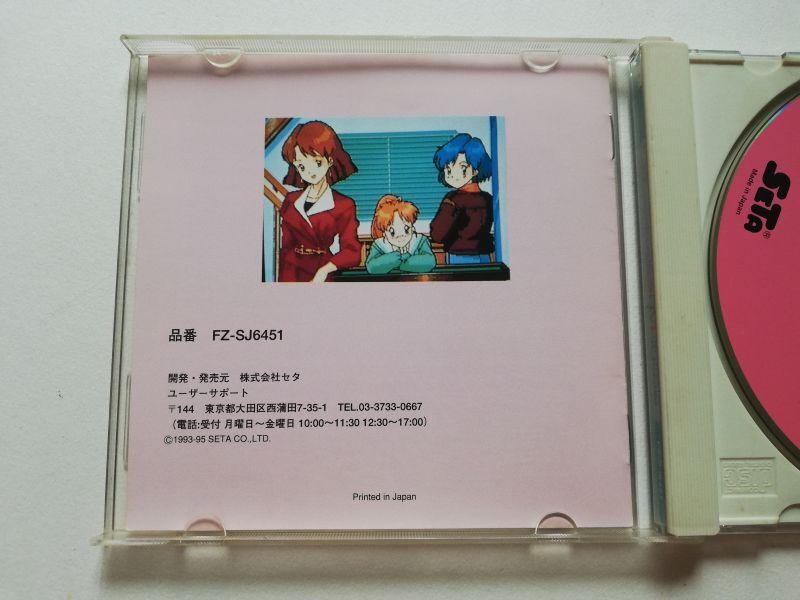 品番 FZ-SJ6451
開発・発売元 株式会社セタ
ユーザーサポート
〒144 東京都大田区西蒲田7-35-1 TEL.03-3733-0667
(電話:受付 月曜日～金曜日 10:00～11:30 12:30～17:00)
©1993-95 SETA CO.,LTD.
Printed in Japan
SETA®
Made in Japan